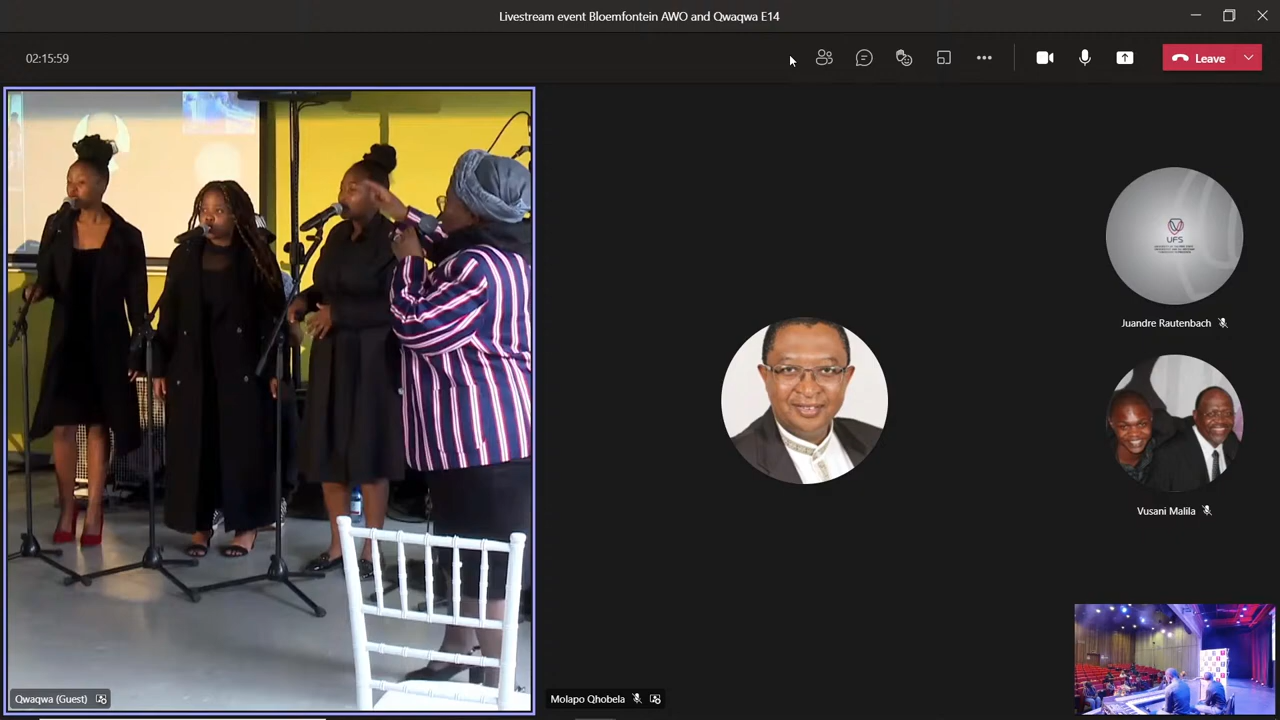 Livestream event Bloemfontein AWO and Qwaqwa E14
02:15:59
Leave
UFS
Juandre Rautenbach
Vusani Malila
Qwaqwa (Guest)
Molapo Qhobela